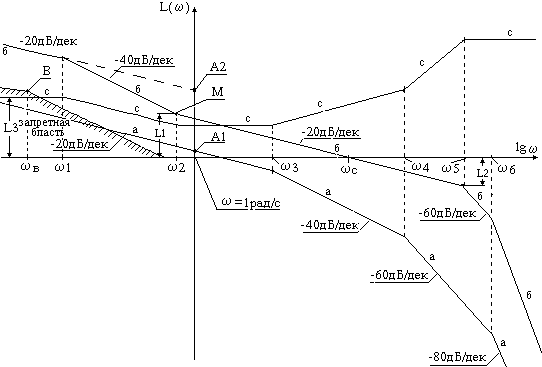 L(ω)
-20дБ/дек
б
-40дБ/дек
с
с
B
A2
с
с
б
M
с
L3
запретная
бласть
L1
с
-20дБ/дек
-20дБ/дек
а
A1
б
lg ω
ωв
ω1
ω2
ω3
ωс
ω4
ω5
L2
ω6
ω=1рад/с
а
б
-60дБ/дек
-40дБ/дек
а
-60дБ/дек
б
а
-80дБ/дек